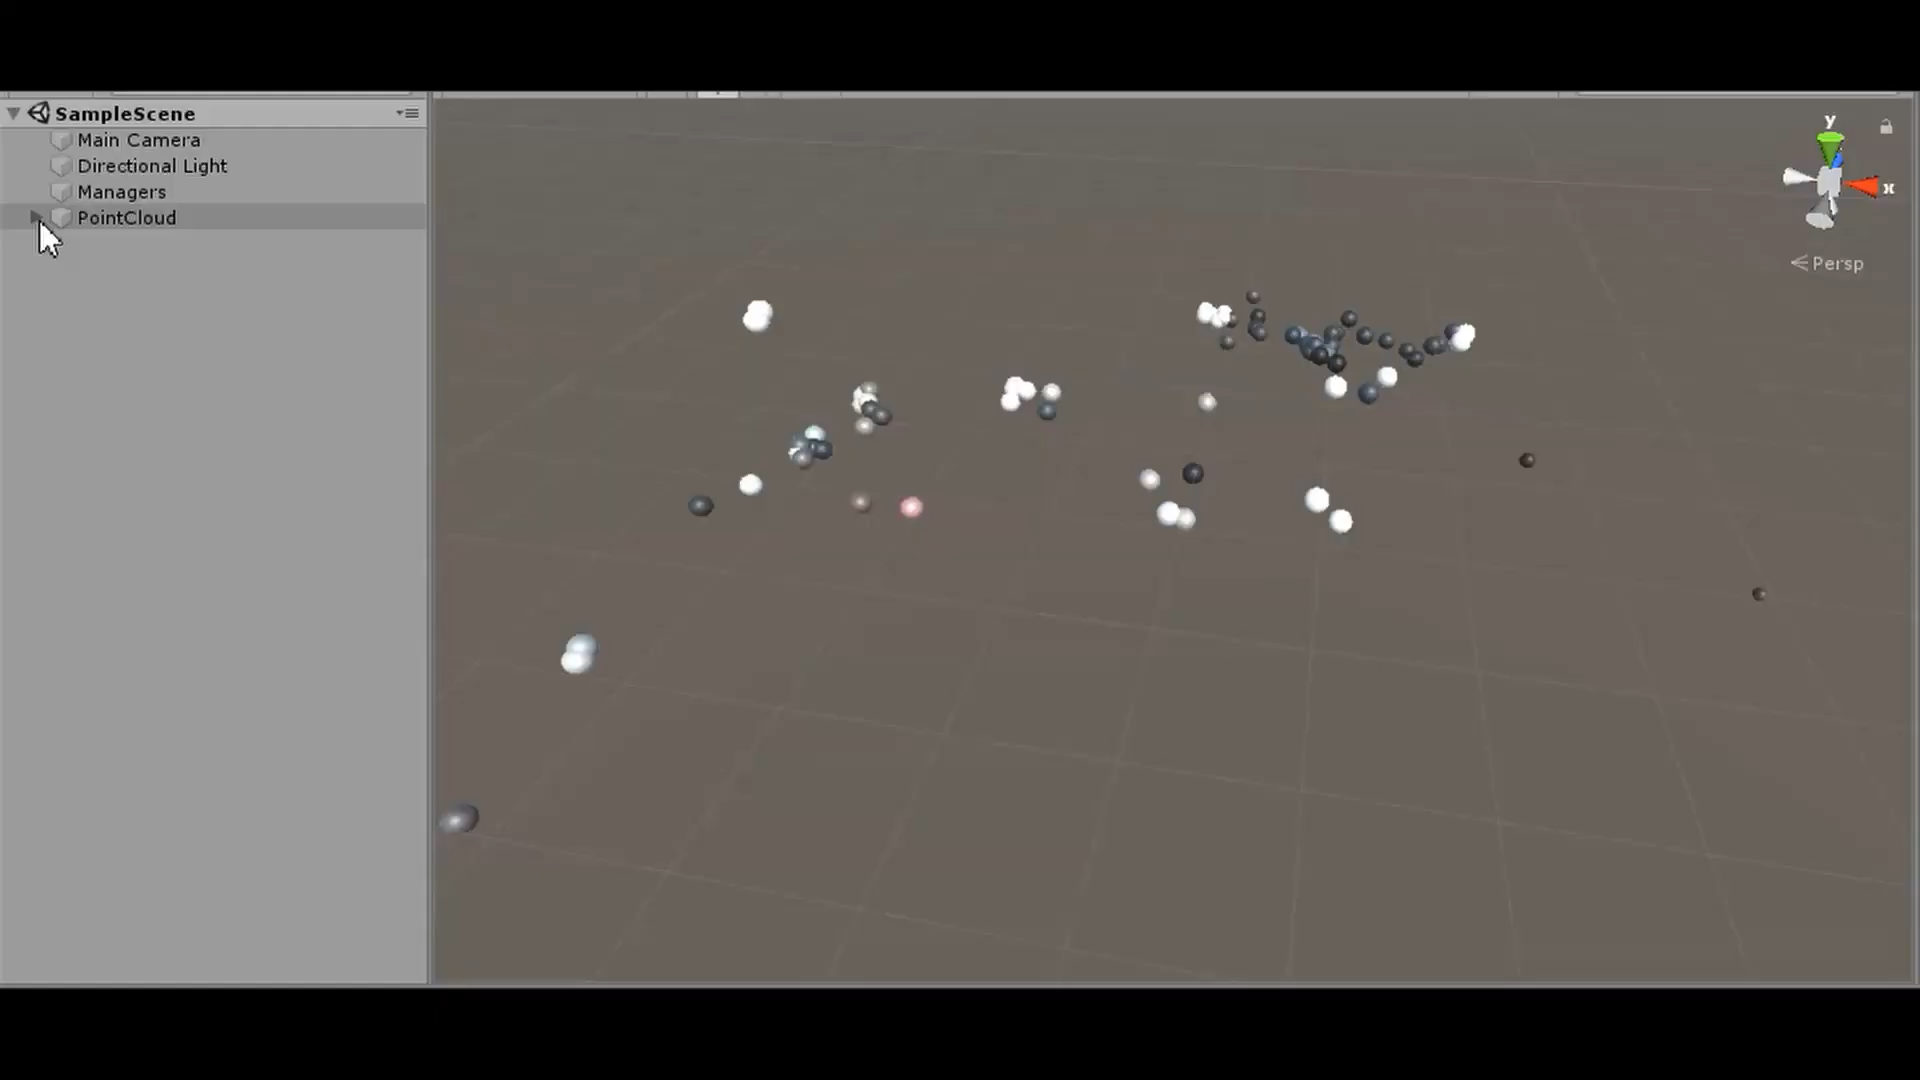 SampleScene
Main Camera
Directional Light
Managers
PointCloud
y
x
Persp